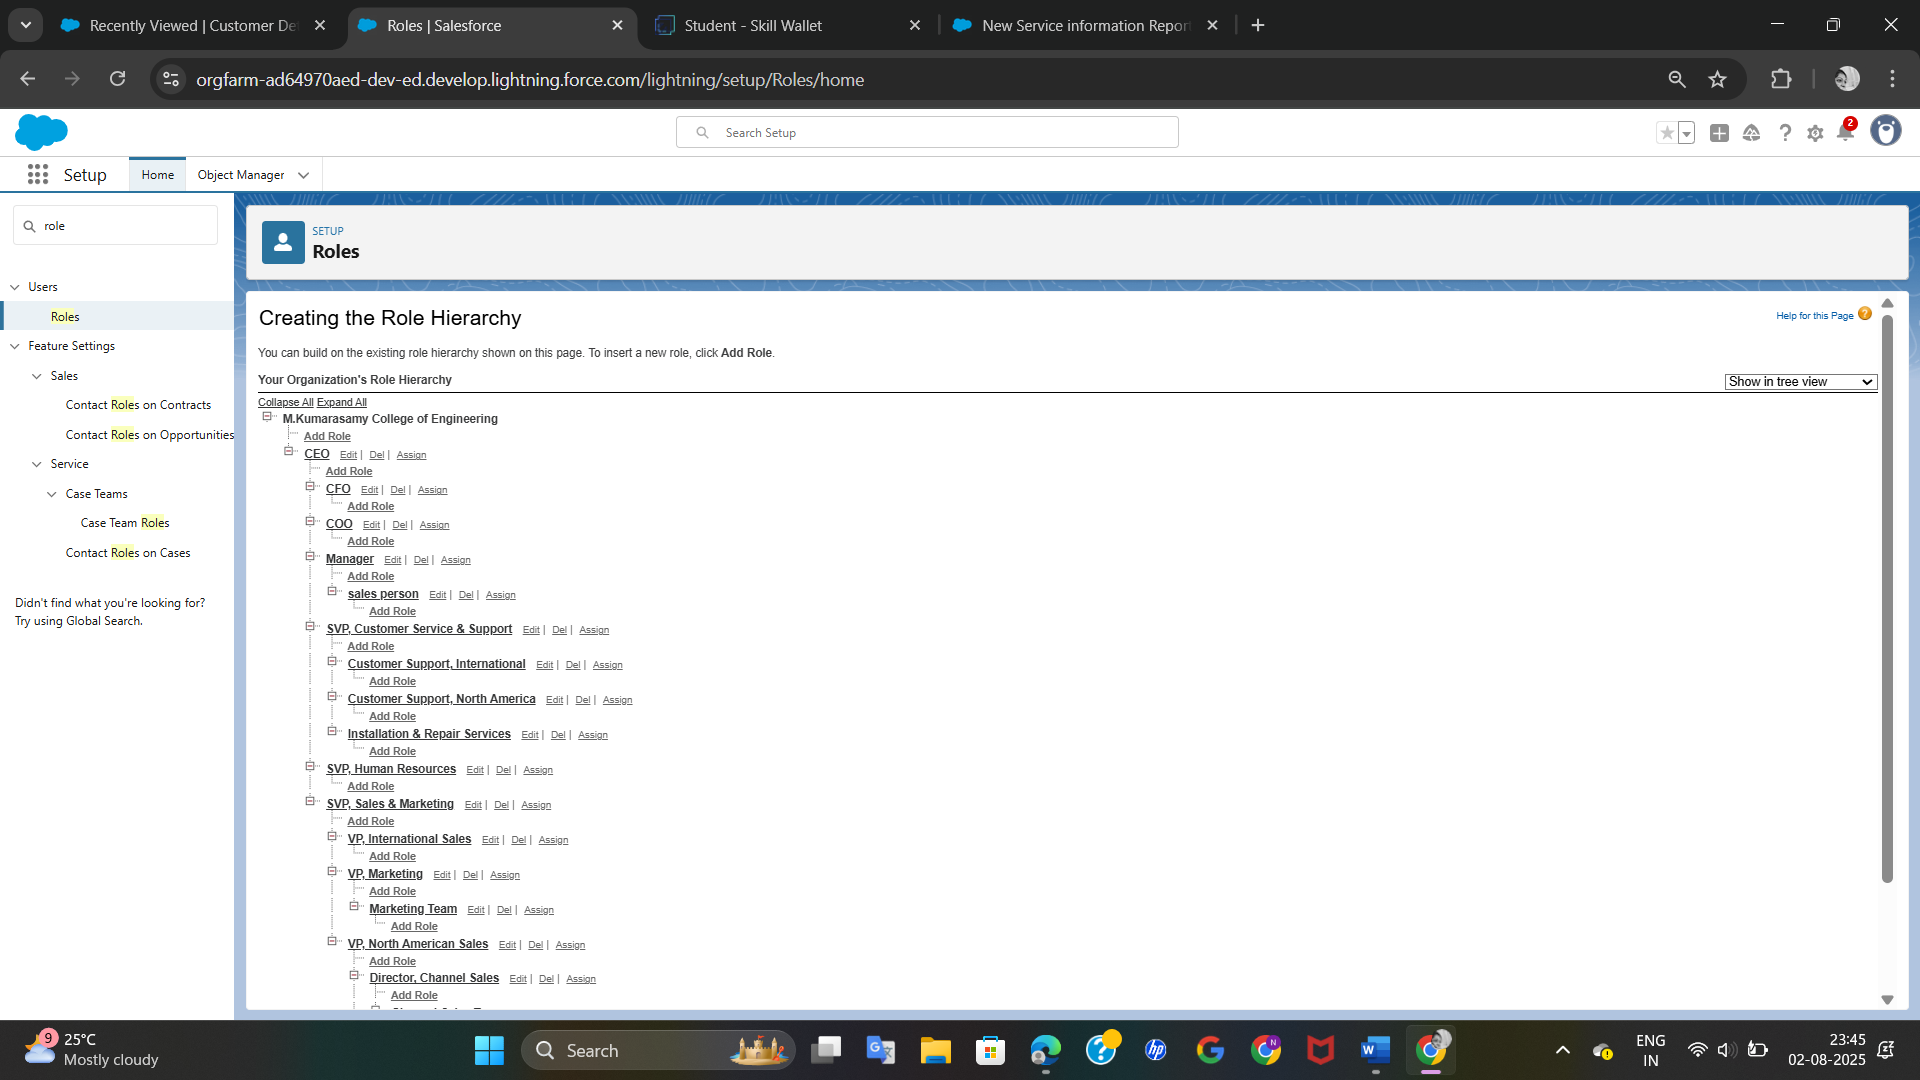 Recently Viewed | Customer De
Roles | Salesforce
Student - Skill Wallet
New Service information Report
orgfarm-ad64970aed-dev-ed.develop.lightning.force.com/lightning/setup/Roles/home
Search Setup
2
Setup
Home
Object Manager
role
Users
Roles
Feature Settings
Sales
Contact Roles on Contracts
Contact Roles on Opportunities
Service
Case Teams
Case Team Roles
Contact Roles on Cases
Didn't find what you're looking for?
Try using Global Search.
SETUP
Roles
Creating the Role Hierarchy
Help for this Page ?
You can build on the existing role hierarchy shown on this page. To insert a new role, click Add Role.
Your Organization's Role Hierarchy
Show in tree view
Collapse All Expand All
M.Kumarasamy College of Engineering
Add Role
CEO Edit | Del | Assign
Add Role
CFO Edit | Del | Assign
Add Role
COO Edit | Del | Assign
Add Role
Manager Edit | Del | Assign
Add Role
sales person Edit | Del | Assign
Add Role
SVP, Customer Service & Support Edit | Del | Assign
Add Role
Customer Support, International Edit | Del | Assign
Add Role
Customer Support, North America Edit | Del | Assign
Add Role
Installation & Repair Services Edit | Del | Assign
Add Role
SVP, Human Resources Edit | Del | Assign
Add Role
SVP, Sales & Marketing Edit | Del | Assign
Add Role
VP, International Sales Edit | Del | Assign
Add Role
VP, Marketing Edit | Del | Assign
Add Role
Marketing Team Edit | Del | Assign
Add Role
VP, North American Sales Edit | Del | Assign
Add Role
Director, Channel Sales Edit | Del | Assign
Add Role
9
25°C
Mostly cloudy
Search
ENG
IN
23:45
02-08-2025